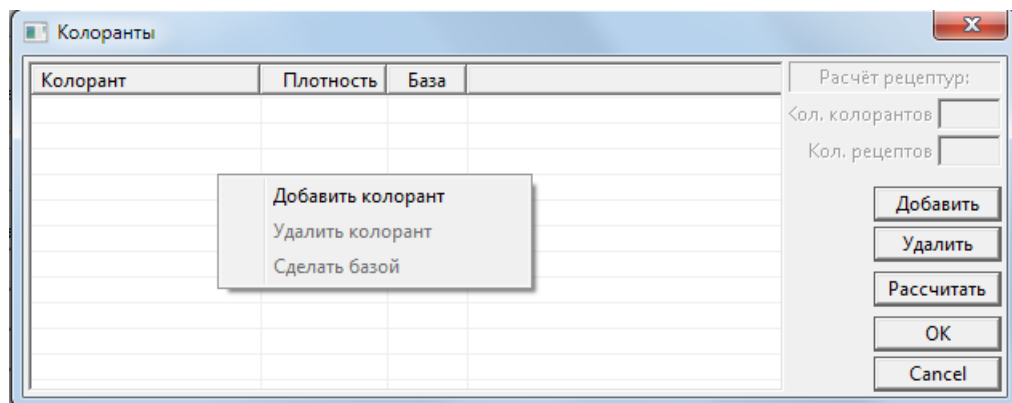 Колоранты
Колорант Плотность База
Расчёт рецептур:
Кол. колорантов
Кол. рецептов
Добавить колорант
Удалить колорант
Сделать базой
Добавить
Удалить
Рассчитать
OK
Cancel